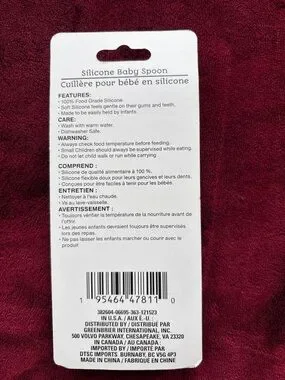 Silicone Baby Spoon
Cuillère pour bébé en silicone
FEATURES:
• 100% Food Grade Silicone.
• Soft Silicone feels gentle on their gums and teeth.
• Made to be easily held by Infants.
CARE:
• Wash with warm water.
• Dishwasher Safe.
WARNING:
• Always check food temperature before feeding.
• Small Children should always be supervised while eating.
• Do not let child walk or run while carrying.
COMPREND :
• Silicone de qualité alimentaire à 100 %.
• Silicone flexible doux pour leurs gencives et leurs dents.
• Conçues pour être faciles à tenir pour les bébés.
ENTRETIEN :
• Nettoyer à l'eau chaude.
• Va au lave-vaisselle.
AVERTISSEMENT :
• Toujours vérifier la température de la nourriture avant de
l'offrir.
• Les jeunes enfants devraient toujours être supervisés
lors des repas.
• Ne pas laisser les enfants marcher ou courir avec le
produit
1 95464 47811 0
382604-06695-363-121523
IN U.S.A. / AUX É.-U. :
DISTRIBUTED BY / DISTRIBUÉ PAR
GREENBRIER INTERNATIONAL, INC.
500 VOLVO PARKWAY, CHESAPEAKE, VA 23320
IN CANADA / AU CANADA :
IMPORTED BY / IMPORTÉ PAR
DTSC IMPORTS, BURNABY, BC V5G 4P3
MADE IN CHINA / FABRIQUÉ EN CHINE